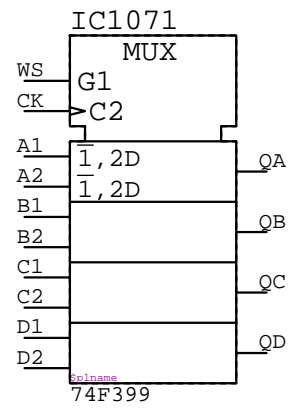 IC1071
MUX
WS
G1
CK
C2
A1
1̅,2D
QA
A2
1̅,2D
B1
QB
B2
C1
QC
C2
D1
QD
D2
$plname
74F399